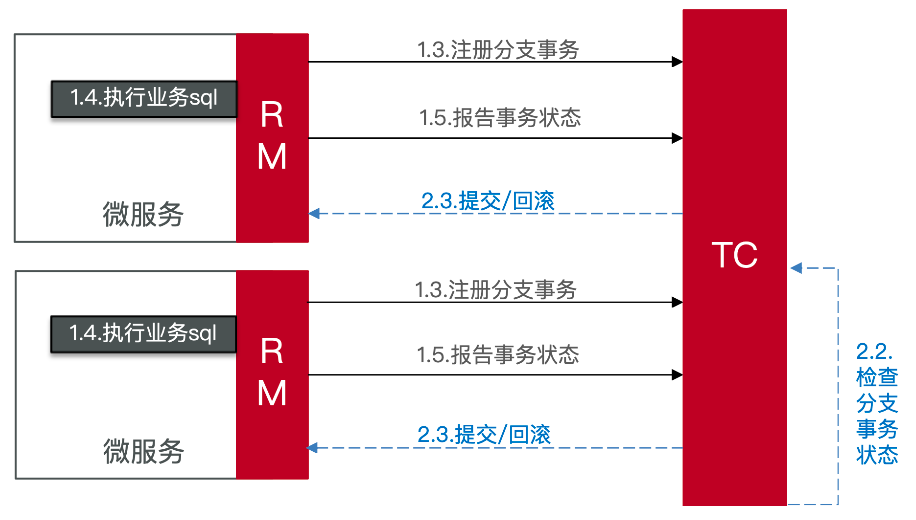 1.3.注册分支事务
1.4.执行业务sql
R
M
1.5.报告事务状态
2.3.提交/回滚
微服务
TC
1.3.注册分支事务
1.4.执行业务sql
R
M
1.5.报告事务状态
2.3.提交/回滚
微服务
2.2.
检查
分支
事务
状态